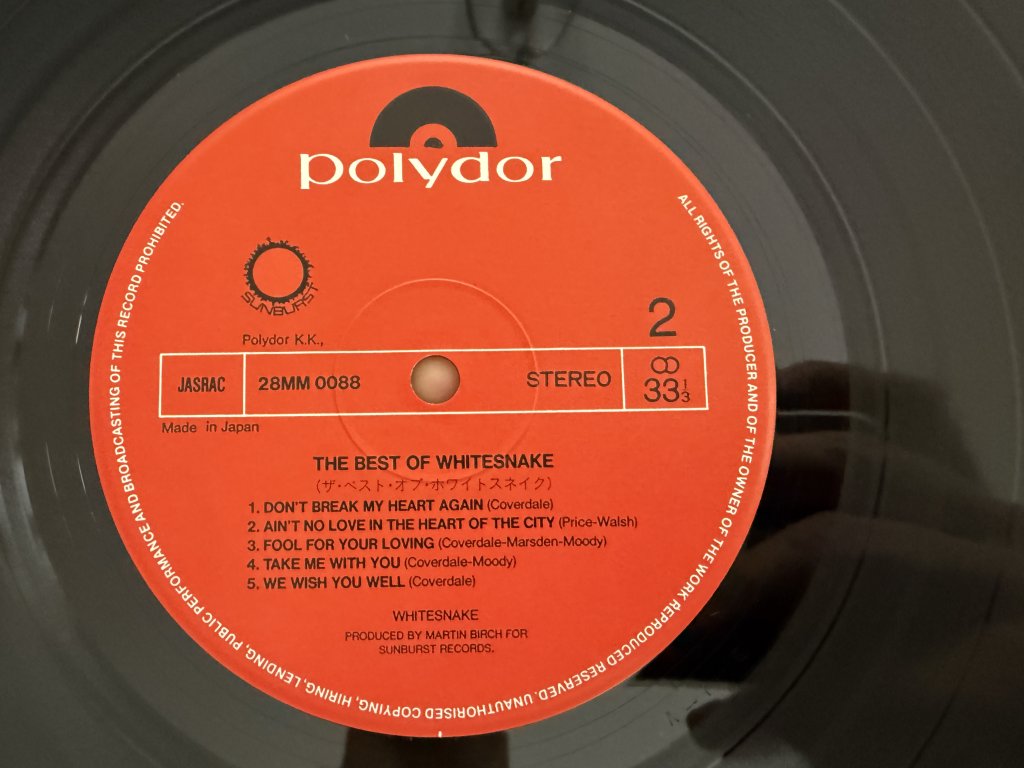 polydor
SUNBURST
Polydor K.K.,
2
JASRAC
28MM 0088
STEREO
33 1/3
Made in Japan
THE BEST OF WHITESNAKE
(ザ・ベスト・オブ・ホワイトスネイク)
1. DON'T BREAK MY HEART AGAIN (Coverdale)
2. AIN'T NO LOVE IN THE HEART OF THE CITY (Price-Walsh)
3. FOOL FOR YOUR LOVING (Coverdale-Marsden-Moody)
4. TAKE ME WITH YOU (Coverdale-Moody)
5. WE WISH YOU WELL (Coverdale)
WHITESNAKE
PRODUCED BY MARTIN BIRCH FOR
SUNBURST RECORDS.
ALL RIGHTS OF THE PRODUCER AND OF THE OWNER OF THE WORK REPRODUCED RESERVED. UNAUTHORISED COPYING, HIRING, LENDING, PUBLIC PERFORMANCE AND BROADCASTING OF THIS RECORD PROHIBITED.